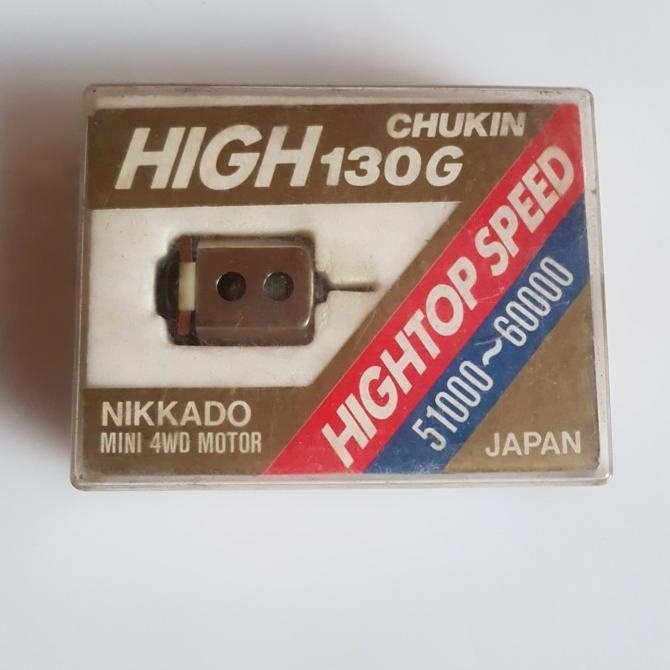 CHUKIN
HIGH 130G
HIGHTOP SPEED
51000~60000
NIKKADO
MINI 4WD MOTOR
JAPAN